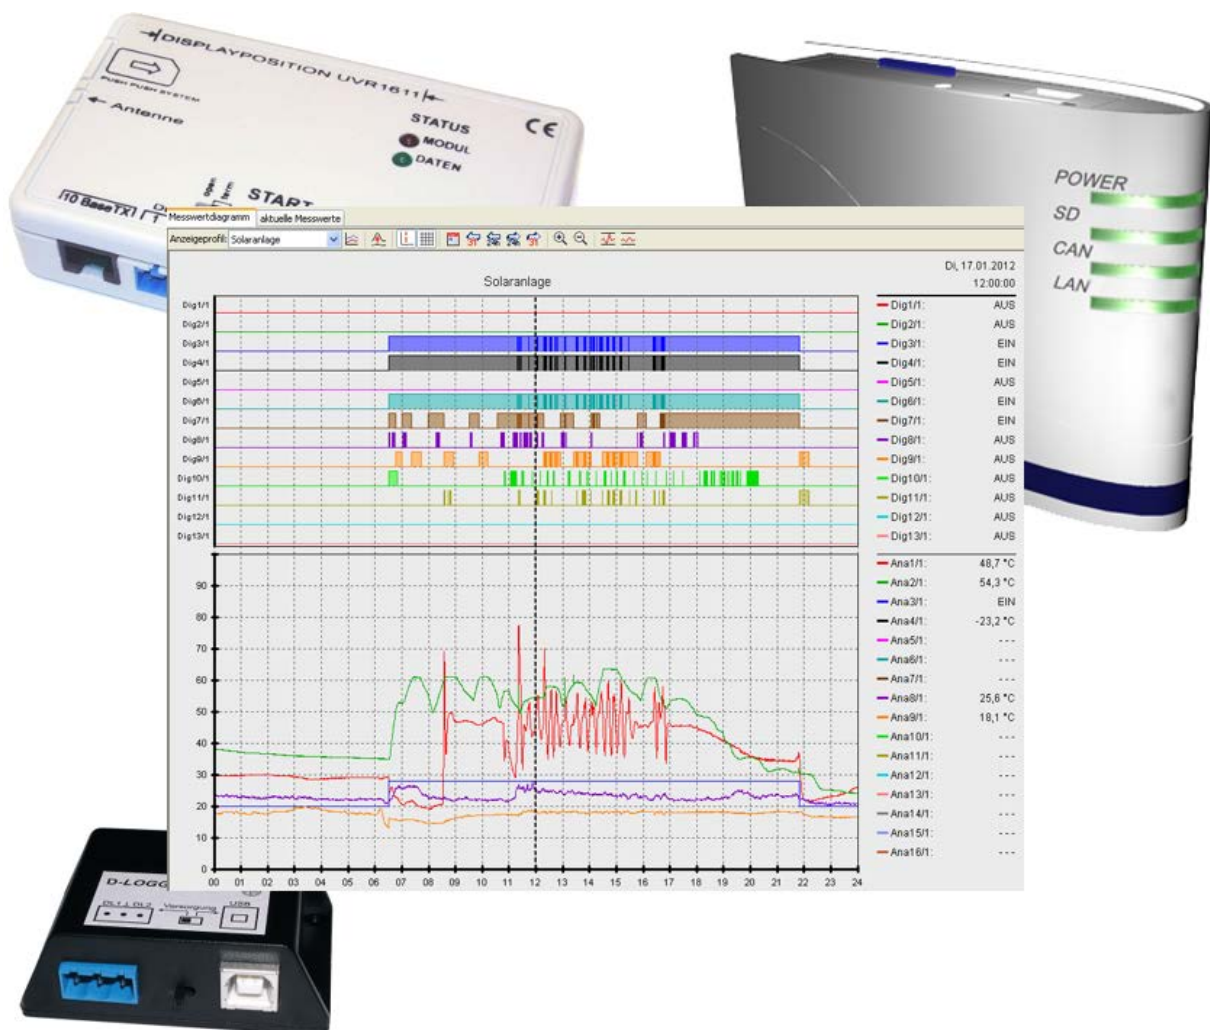 DISPLAYPOSITION UVR1611
PUSH PUSH SYSTEM
Antenne
STATUS
MODUL
DATEN
CE
10 BaseTX
open
term
START
POWER
SD
CAN
LAN
Messwertdiagramm aktuelle Messwerte
Anzeigeprofil: Solaranlage
Di, 17.01.2012
12:00:00
Solaranlage
Dig1/1
Dig2/1
Dig3/1
Dig4/1
Dig5/1
Dig6/1
Dig7/1
Dig8/1
Dig9/1
Dig10/1
Dig11/1
Dig12/1
Dig13/1
Dig1/1: AUS
Dig2/1: AUS
Dig3/1: EIN
Dig4/1: EIN
Dig5/1: AUS
Dig6/1: EIN
Dig7/1: EIN
Dig8/1: AUS
Dig9/1: AUS
Dig10/1: AUS
Dig11/1: AUS
Dig12/1: AUS
Dig13/1: AUS
90
80
70
60
50
40
30
20
10
0
00 01 02 03 04 05 06 07 08 09 10 11 12 13 14 15 16 17 18 19 20 21 22 23 24
Ana1/1: 48,7 °C
Ana2/1: 54,3 °C
Ana3/1: EIN
Ana4/1: -23,2 °C
Ana5/1: ---
Ana6/1: ---
Ana7/1: ---
Ana8/1: 25,6 °C
Ana9/1: 18,1 °C
Ana10/1: ---
Ana11/1: ---
Ana12/1: ---
Ana13/1: ---
Ana14/1: ---
Ana15/1: ---
Ana16/1: ---
D-LOGG
DL1 ⊥ DL2 Versorgung USB